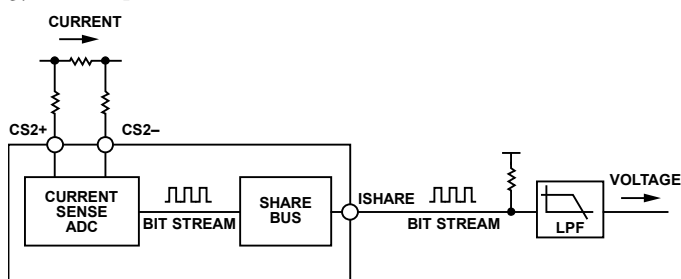 CURRENT
CS2+
CS2–
CURRENT
SENSE
ADC
BIT STREAM
SHARE
BUS
ISHARE
BIT STREAM
LPF
VOLTAGE